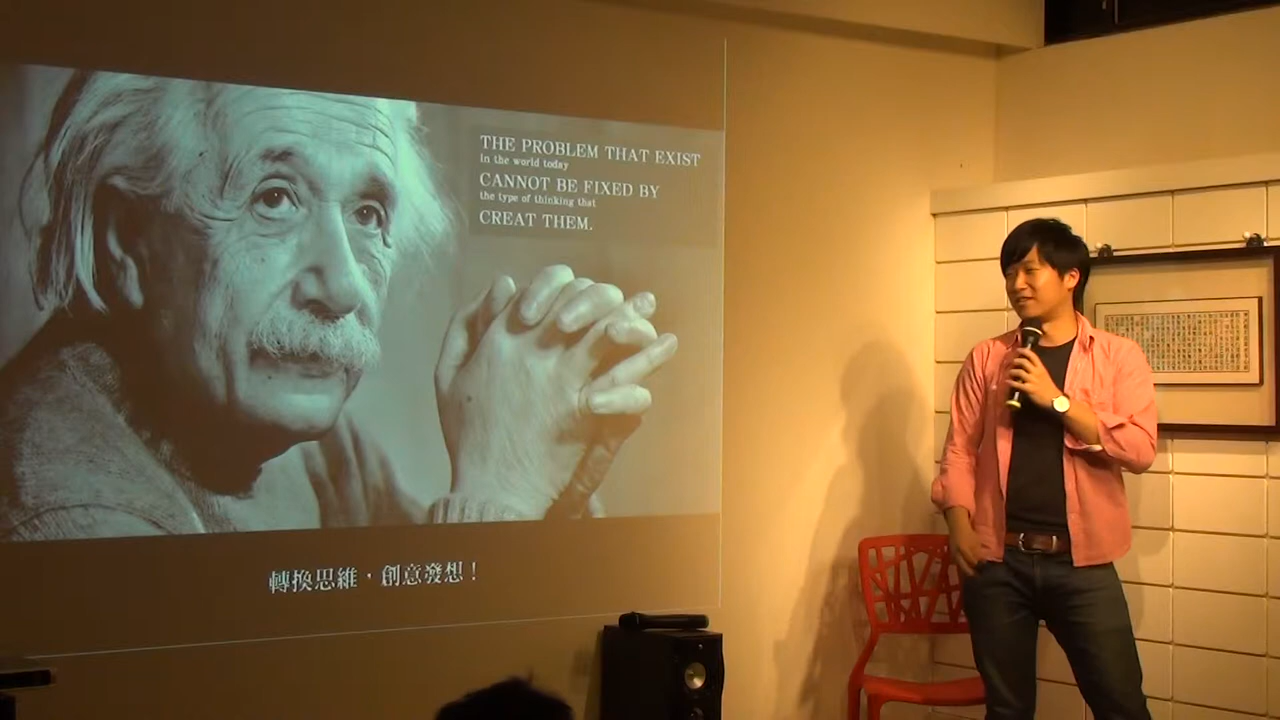 THE PROBLEM THAT EXIST
in the world today
CANNOT BE FIXED BY
the type of thinking that
CREAT THEM.
轉換思維·創意發想!